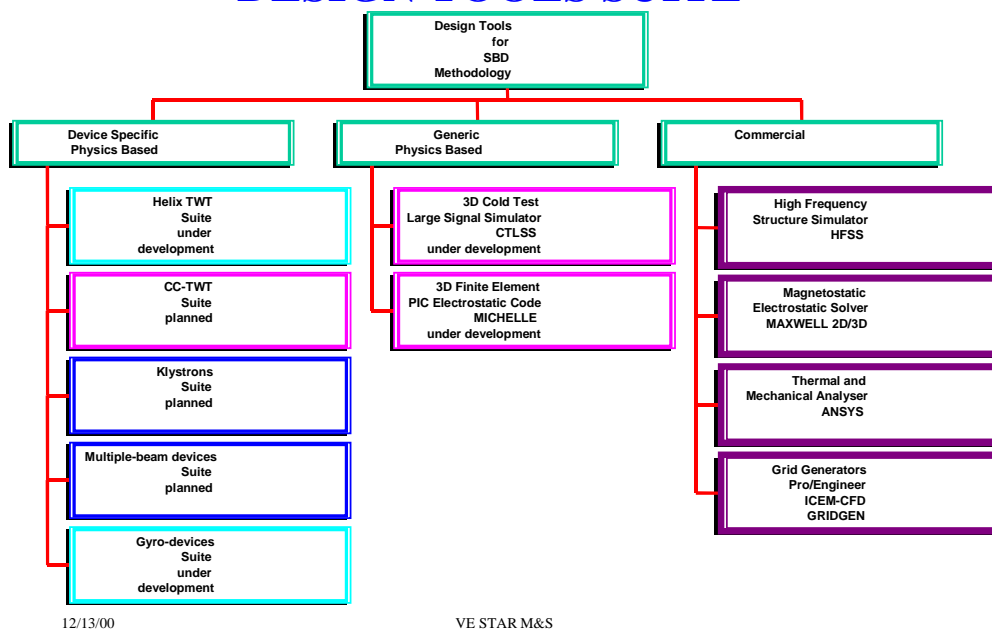 DESIGN TOOLS SUITE
Design Tools
for
SBD
Methodology
Device Specific
Physics Based
Helix TWT
Suite
under
development
CC-TWT
Suite
planned
Klystrons
Suite
planned
Multiple-beam devices
Suite
planned
Gyro-devices
Suite
under
development
Generic
Physics Based
3D Cold Test
Large Signal Simulator
CTLSS
under development
3D Finite Element
PIC Electrostatic Code
MICHELLE
under development
Commercial
High Frequency
Structure Simulator
HFSS
Magnetostatic
Electrostatic Solver
MAXWELL 2D/3D
Thermal and
Mechanical Analyser
ANSYS
Grid Generators
Pro/Engineer
ICEM-CFD
GRIDGEN
12/13/00
VE STAR M&S